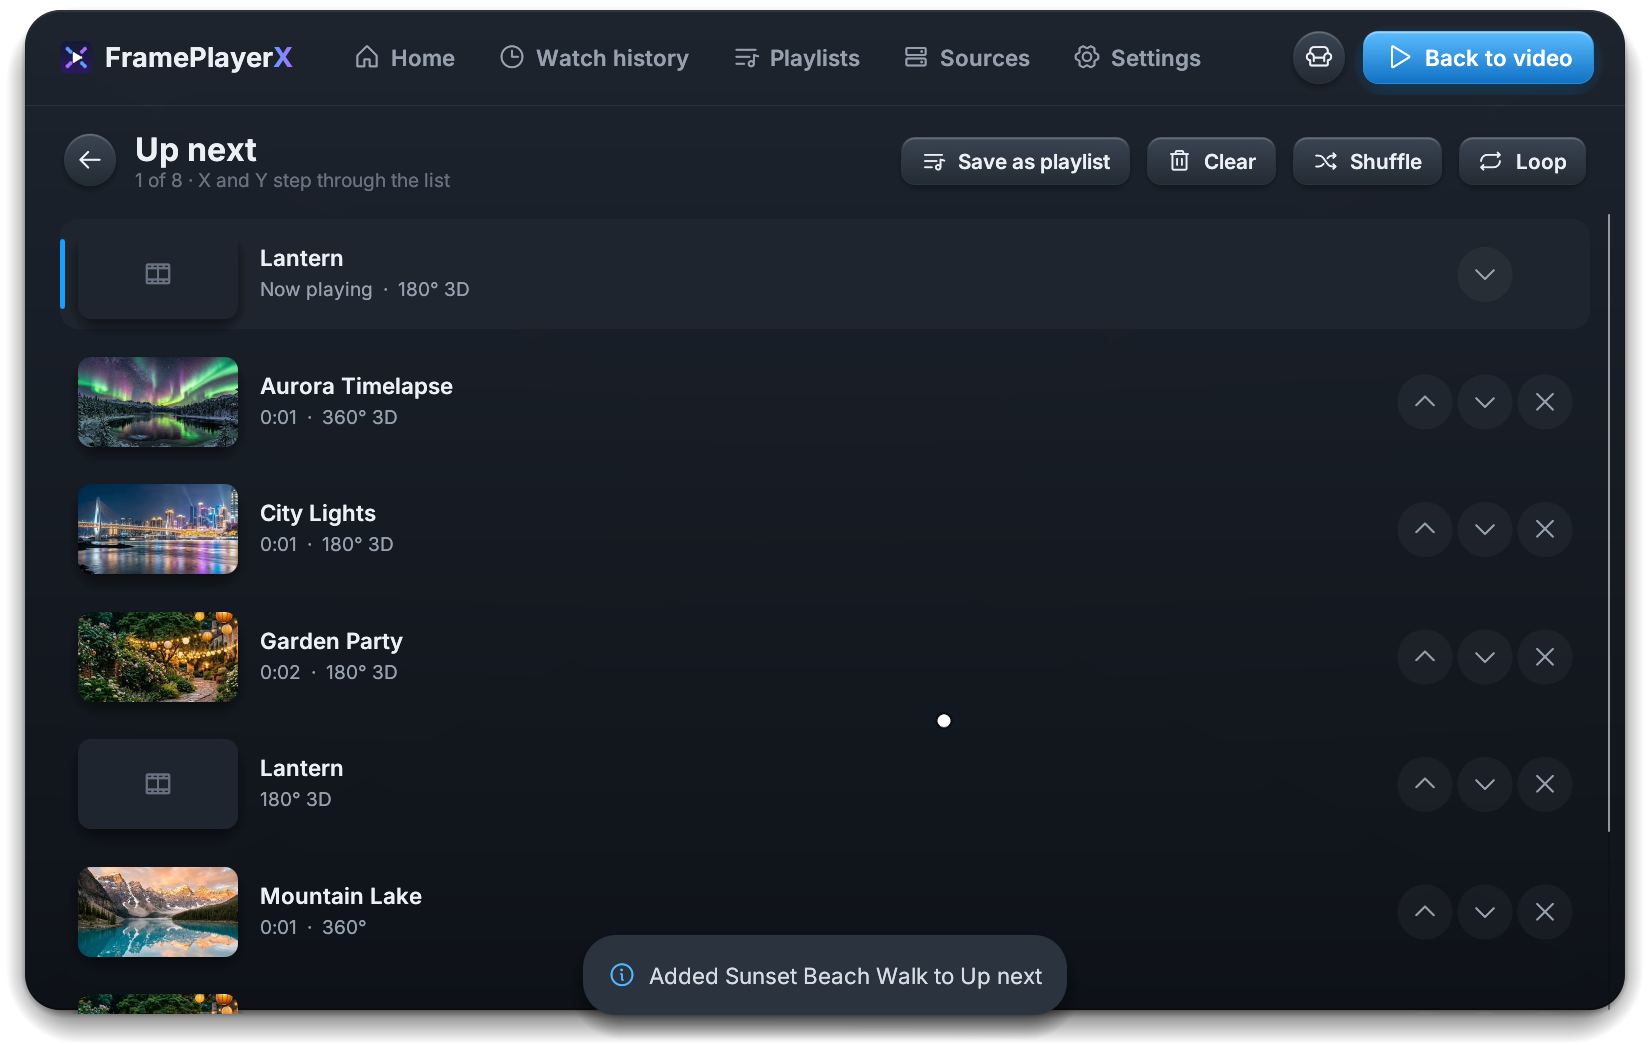 FramePlayerX
Home
Watch history
Playlists
Sources
Settings
Back to video
Up next
1 of 8 · X and Y step through the list
Save as playlist
Clear
Shuffle
Loop
Lantern
Now playing · 180° 3D
Aurora Timelapse
0:01 · 360° 3D
City Lights
0:01 · 180° 3D
Garden Party
0:02 · 180° 3D
Lantern
180° 3D
Mountain Lake
0:01 · 360°
Added Sunset Beach Walk to Up next